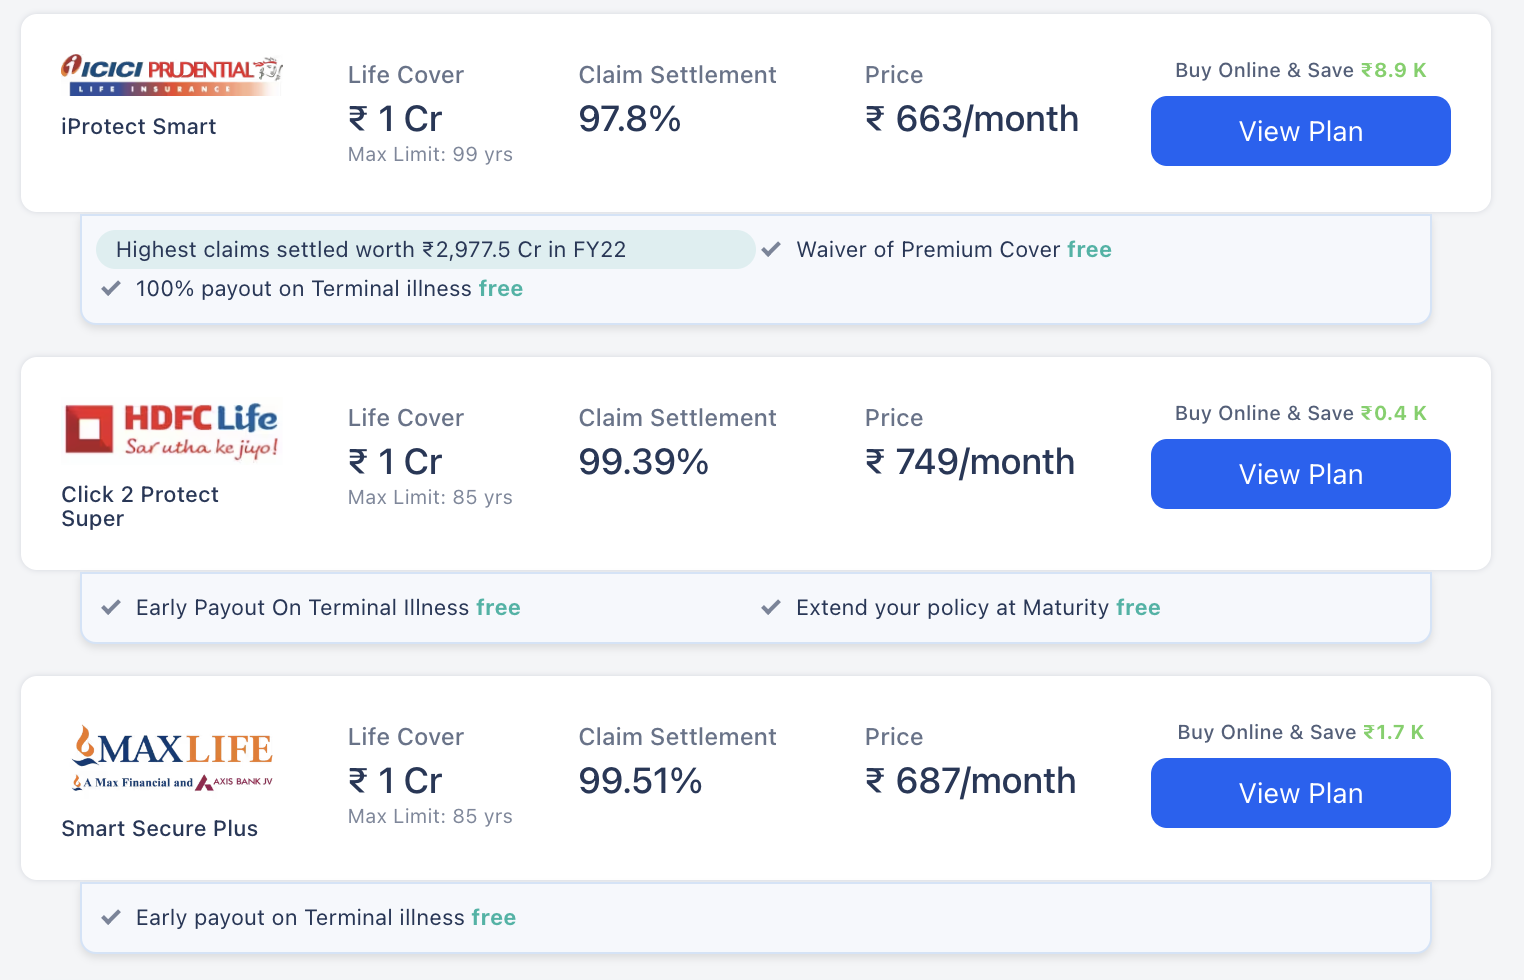 ICICI PRUDENTIAL
LIFE INSURANCE
iProtect Smart
Life Cover
₹ 1 Cr
Max Limit: 99 yrs
Claim Settlement
97.8%
Price
₹ 663/month
Buy Online & Save ₹8.9 K
View Plan
Highest claims settled worth ₹2,977.5 Cr in FY22
Waiver of Premium Cover free
100% payout on Terminal illness free
HDFC Life
Sar utha ke jiyo!
Click 2 Protect
Super
Life Cover
₹ 1 Cr
Max Limit: 85 yrs
Claim Settlement
99.39%
Price
₹ 749/month
Buy Online & Save ₹0.4 K
View Plan
Early Payout On Terminal Illness free
Extend your policy at Maturity free
MAX LIFE
A Max Financial and AXIS BANK JV
Smart Secure Plus
Life Cover
₹ 1 Cr
Max Limit: 85 yrs
Claim Settlement
99.51%
Price
₹ 687/month
Buy Online & Save ₹1.7 K
View Plan
Early payout on Terminal illness free